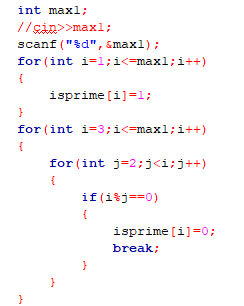 int max1;
//cin>>max1;
scanf("%d",&max1);
for(int i=1;i<=max1;i++)
{
isprime[i]=1;
}
for(int i=3;i<=max1;i++)
{
for(int j=2;j<i;j++)
{
if(i%j==0)
{
isprime[i]=0;
break;
}
}
}